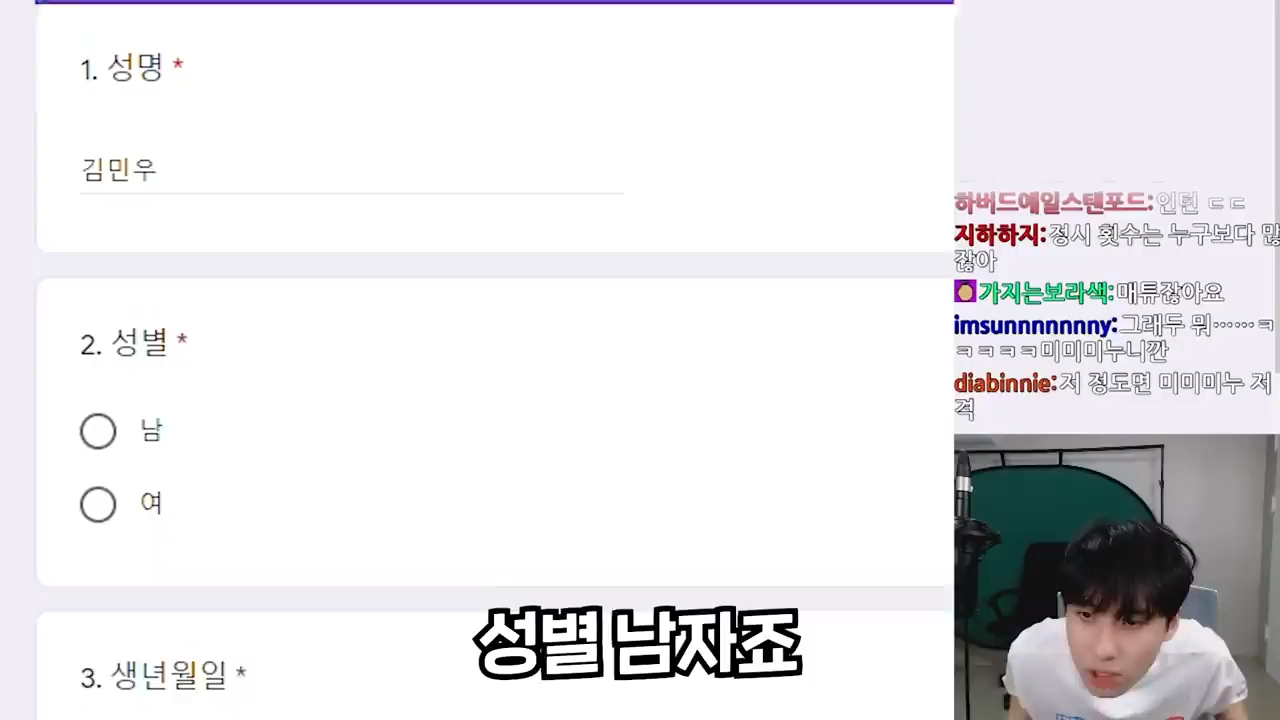 1. 성명 *
김민우
2. 성별 *
남
여
3. 생년월일 *
하버드예일스탠포드: 인턴 ㄷㄷ
지하하지: 정시 횟수는 누구보다 많
잖아
가지는보라색: 매튜잖아요
imsunnnnnnny: 그래두 뭐……ㅋ
ㅋㅋㅋㅋ미미미누니깐
diabinnie: 저 정도면 미미미누 저
격
성별 남자죠